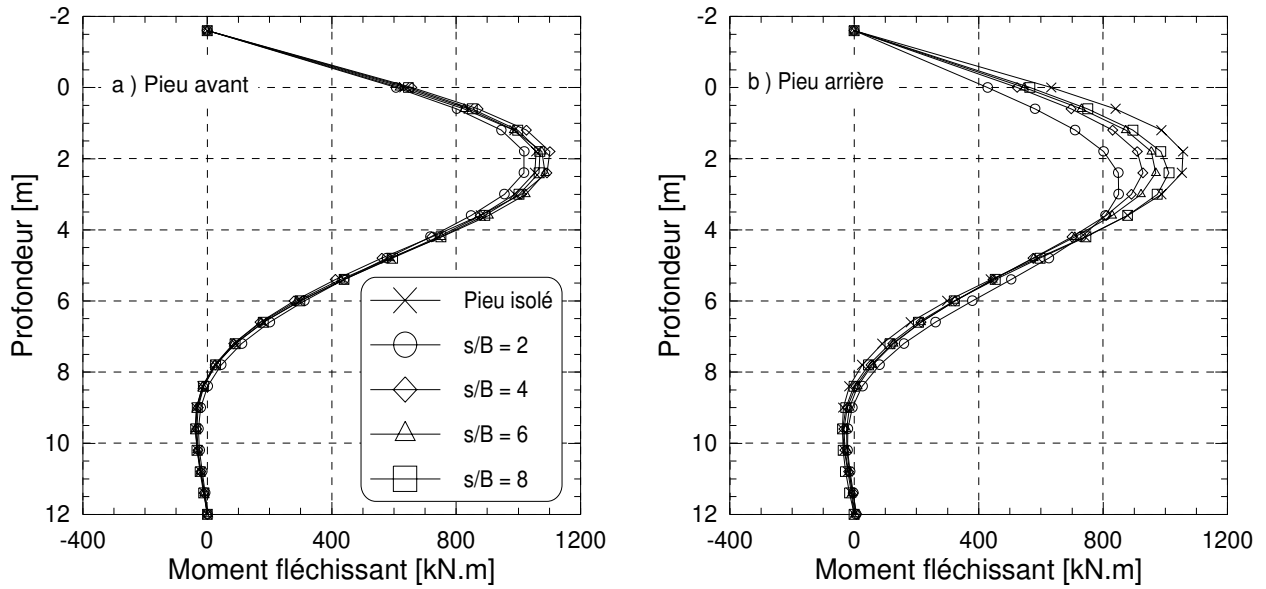 a ) Pieu avant
Profondeur [m]
-2
0
2
4
6
8
10
12
-400
0
400
800
1200
Moment fléchissant [kN.m]
Pieu isolé
s/B = 2
s/B = 4
s/B = 6
s/B = 8
b ) Pieu arrière
Profondeur [m]
-2
0
2
4
6
8
10
12
-400
0
400
800
1200
Moment fléchissant [kN.m]